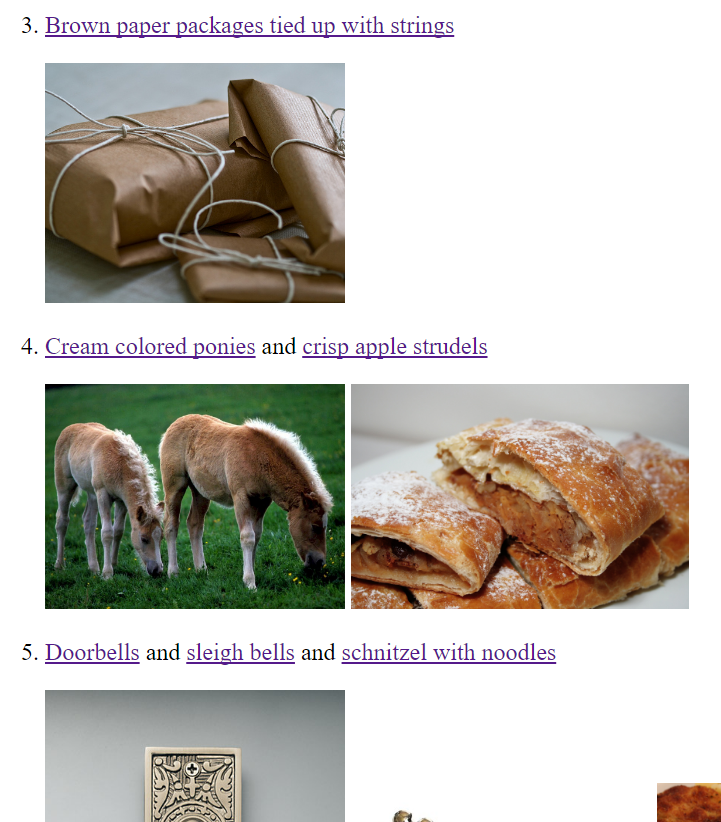 3. Brown paper packages tied up with strings
4. Cream colored ponies and crisp apple strudels
5. Doorbells and sleigh bells and schnitzel with noodles